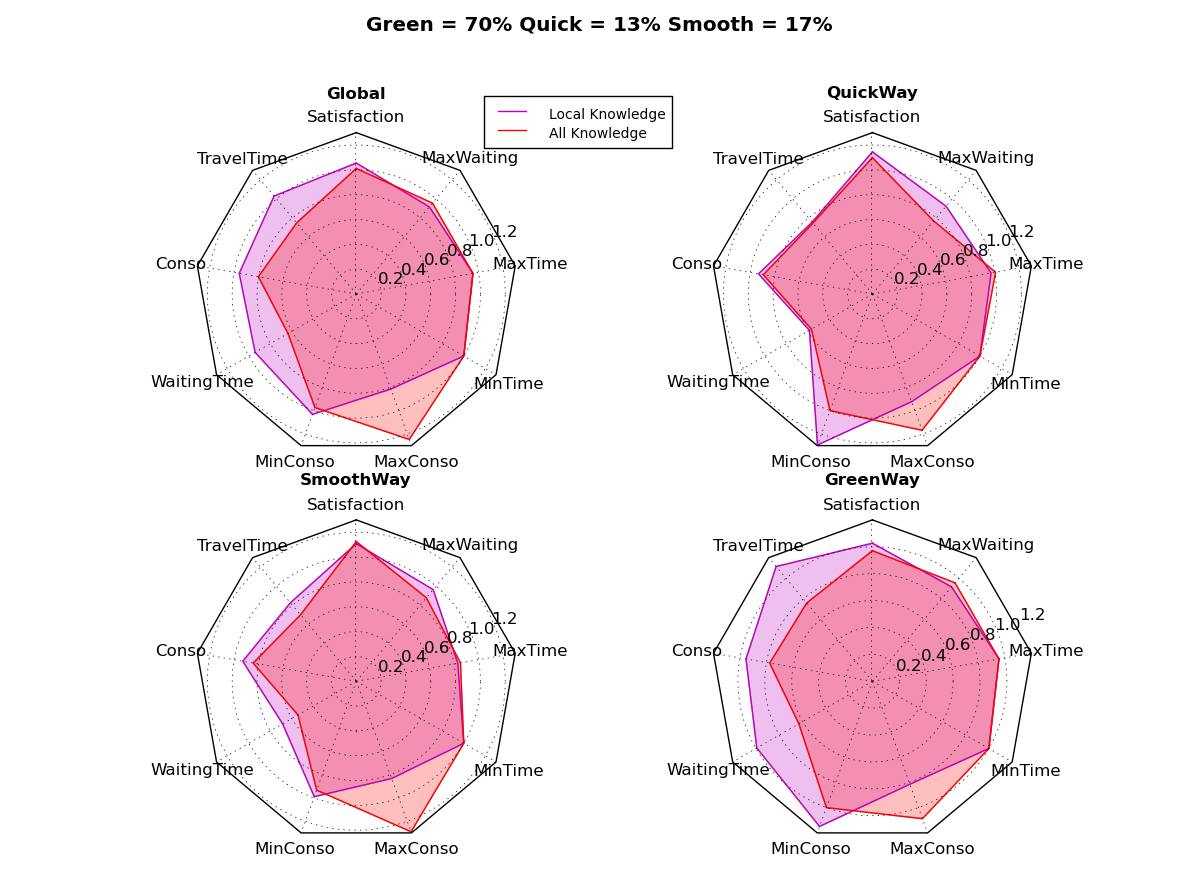 Green = 70% Quick = 13% Smooth = 17%
Global
Satisfaction
MaxWaiting
TravelTime
Conso
WaitingTime
MinConso
MaxConso
MinTime
MaxTime
0.2
0.4
0.6
0.8
1.0
1.2
Local Knowledge
All Knowledge
QuickWay
Satisfaction
MaxWaiting
TravelTime
Conso
WaitingTime
MinConso
MaxConso
MinTime
MaxTime
0.2
0.4
0.6
0.8
1.0
1.2
SmoothWay
Satisfaction
MaxWaiting
TravelTime
Conso
WaitingTime
MinConso
MaxConso
MinTime
MaxTime
0.2
0.4
0.6
0.8
1.0
1.2
GreenWay
Satisfaction
MaxWaiting
TravelTime
Conso
WaitingTime
MinConso
MaxConso
MinTime
MaxTime
0.2
0.4
0.6
0.8
1.0
1.2